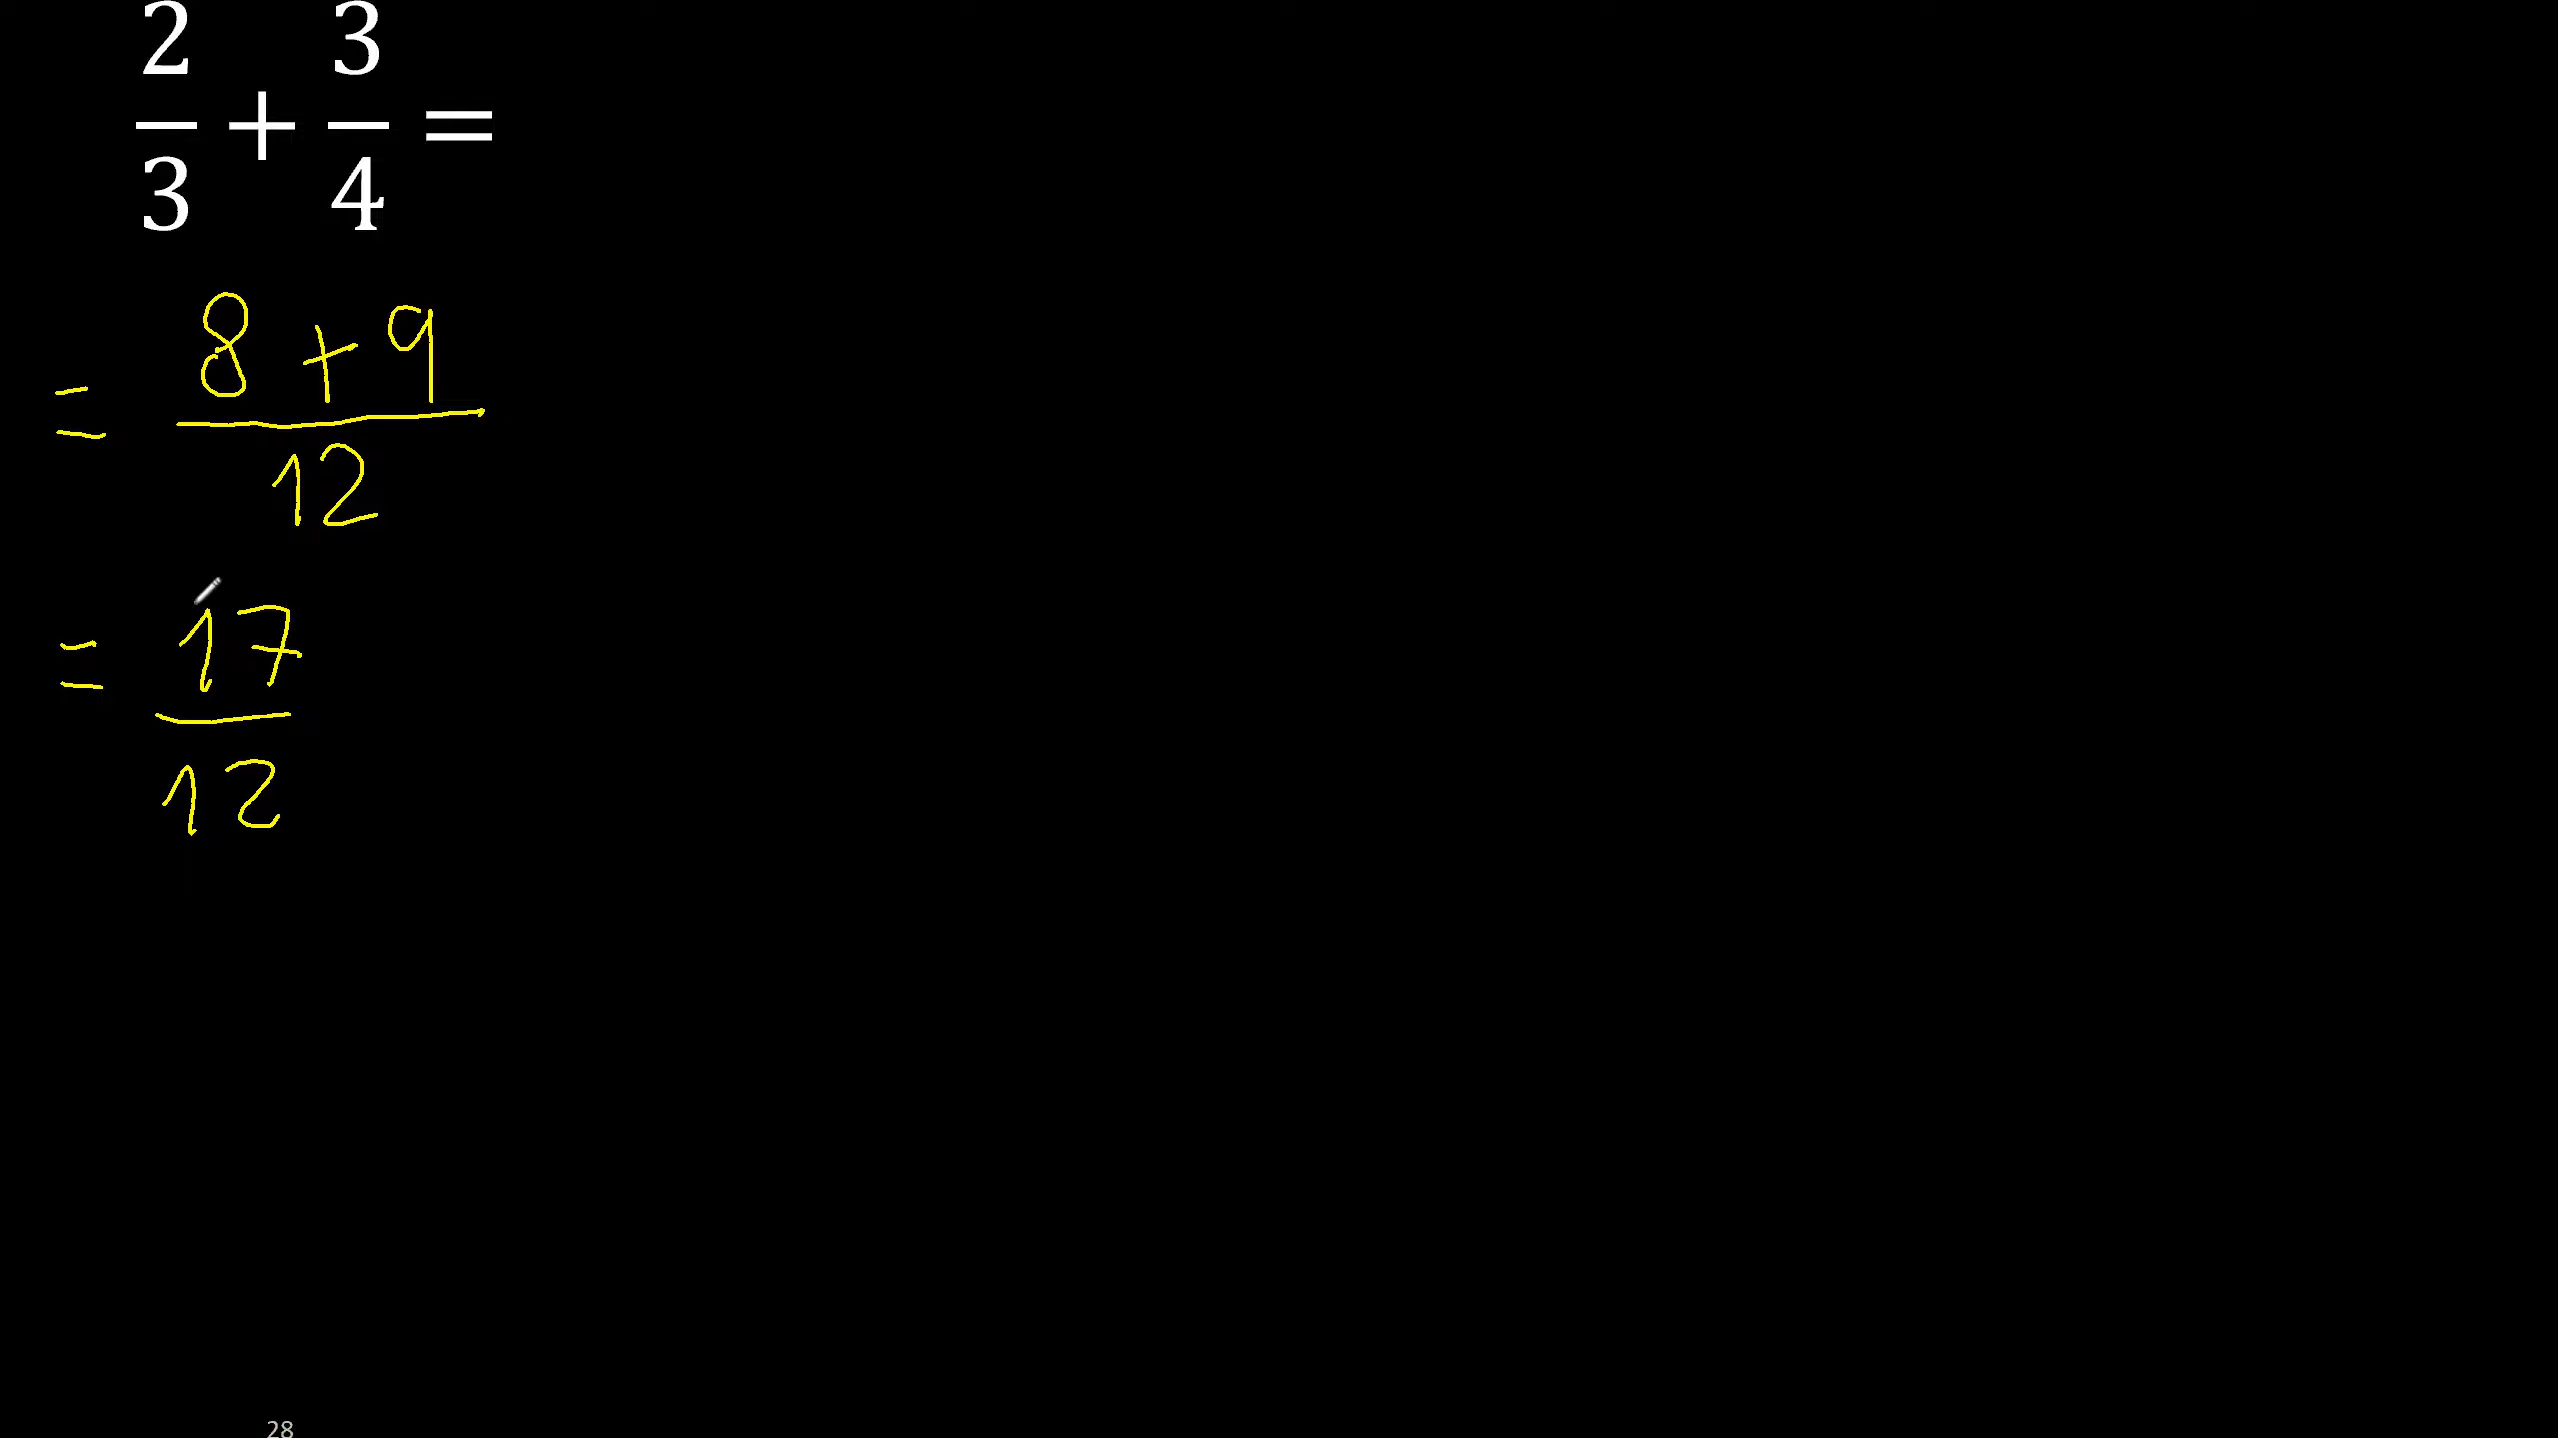 2/3 + 3/4 =
= 8 + 9 / 12
= 17 / 12
28